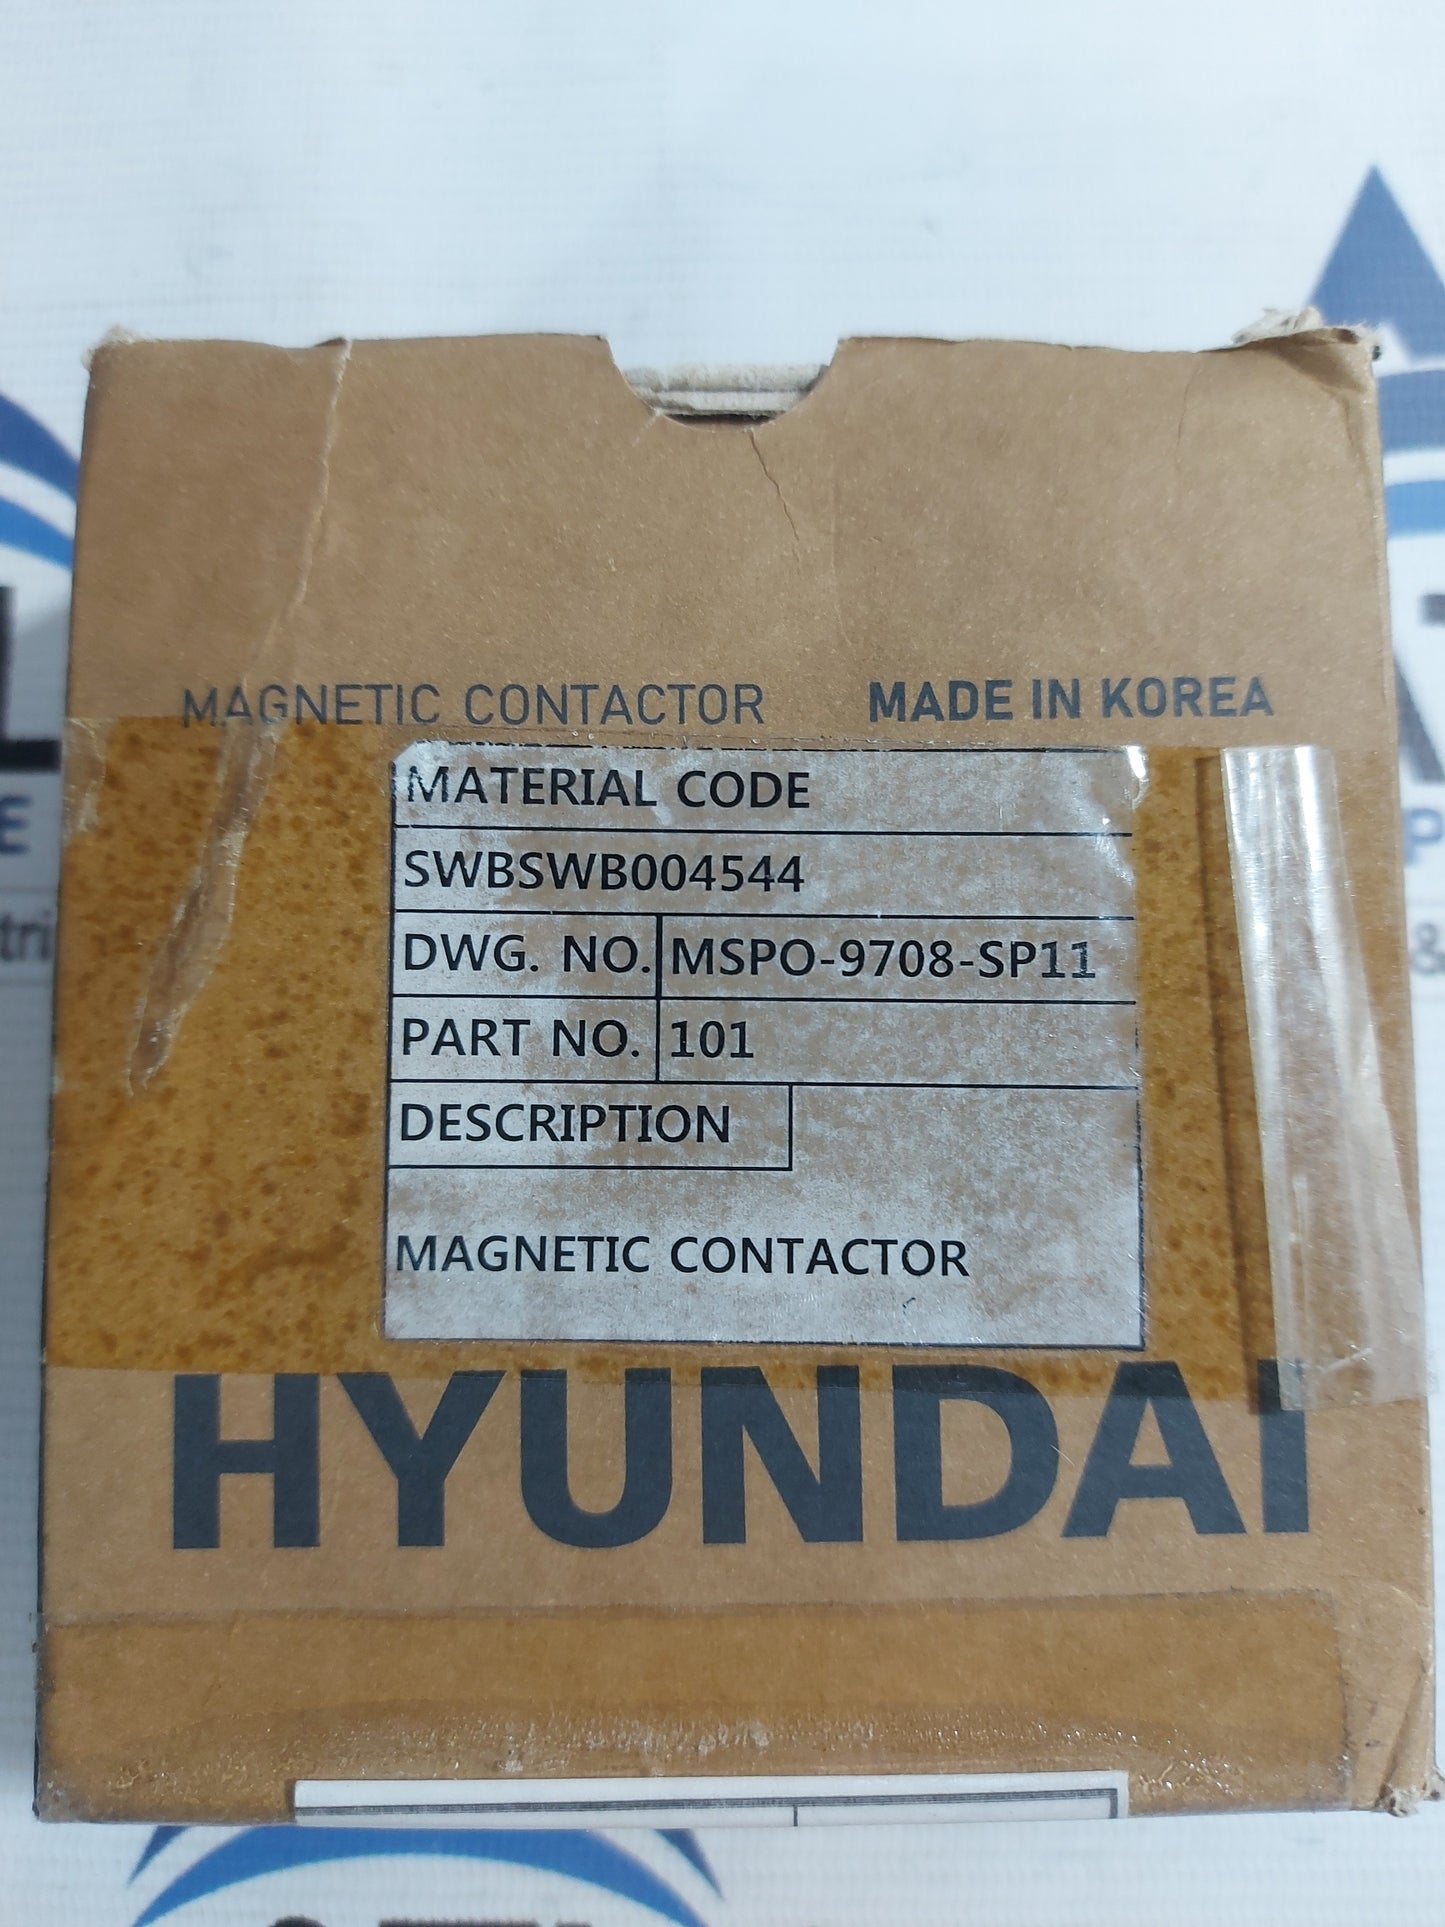 MAGNETIC CONTACTOR MADE IN KOREA
MATERIAL CODE
SWBSWB004544
DWG. NO. MSPO-9708-SP11
PART NO. 101
DESCRIPTION
MAGNETIC CONTACTOR
HYUNDAI